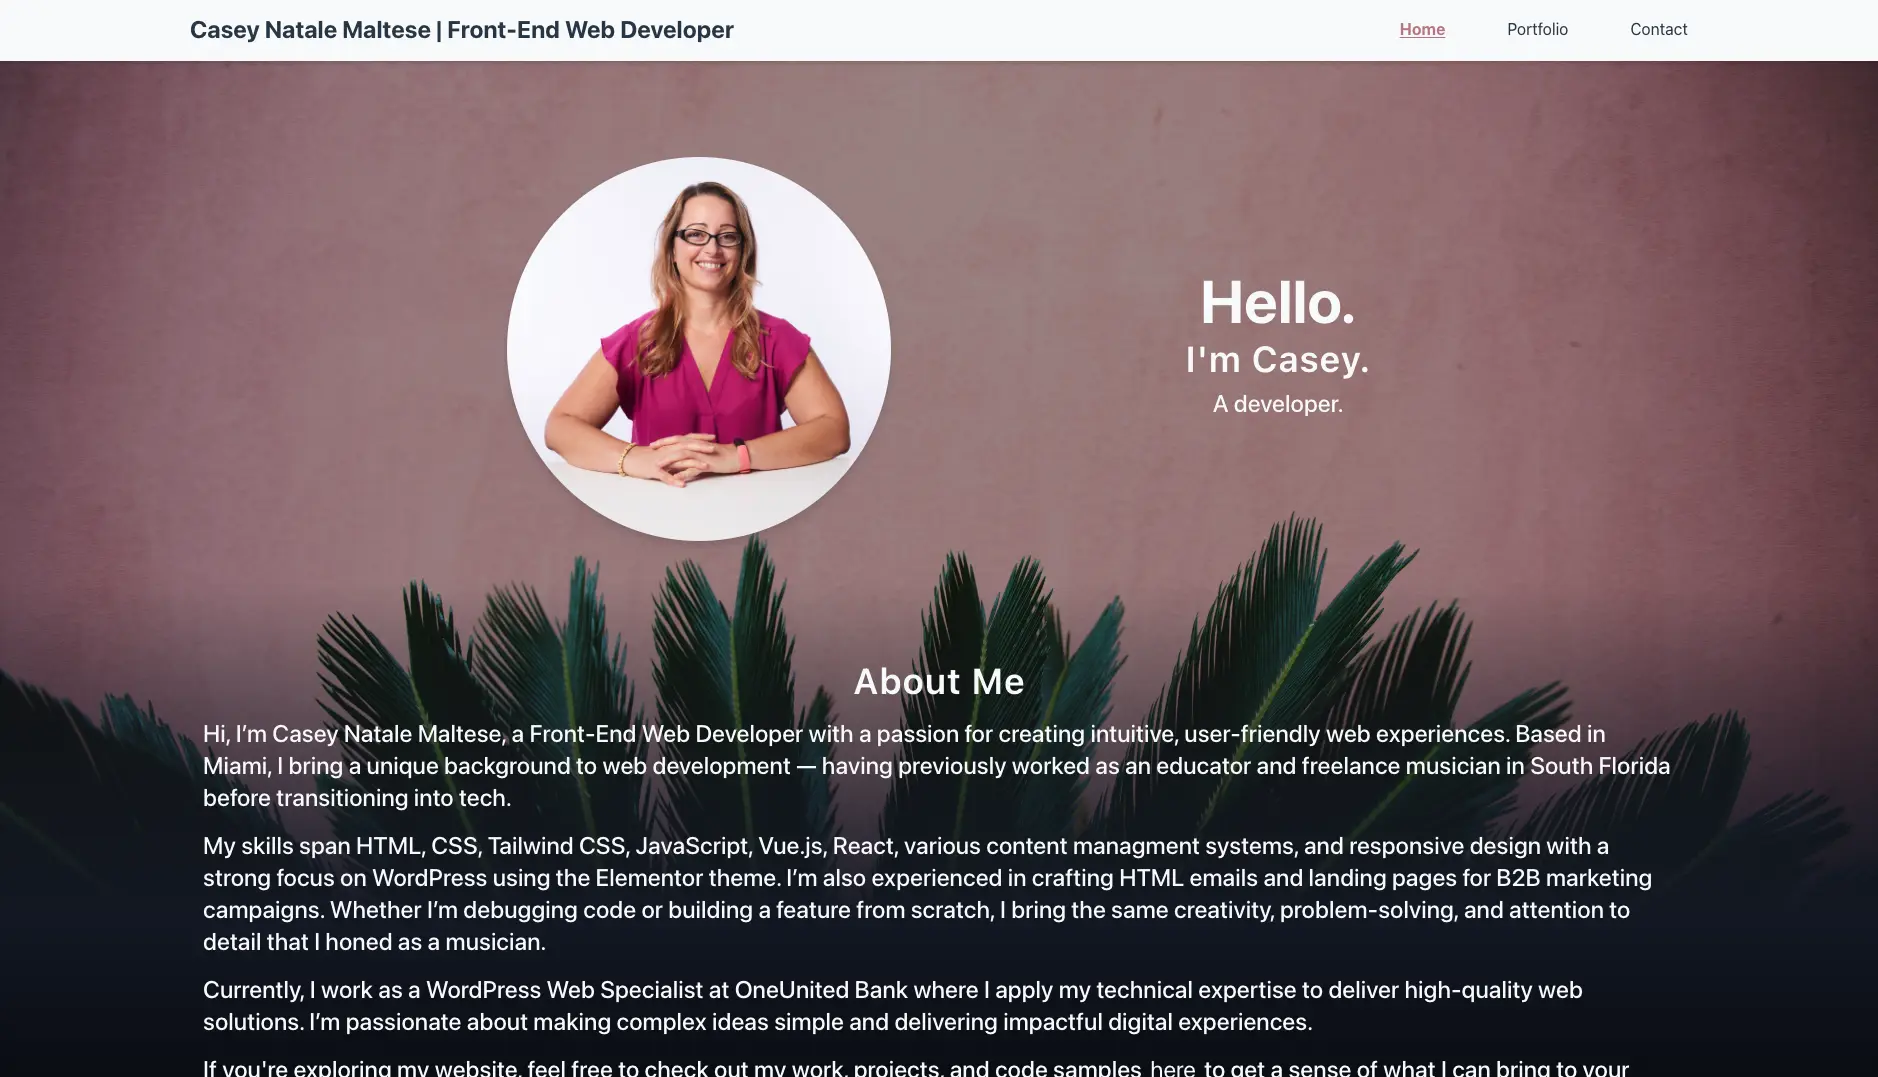 Casey Natale Maltese | Front-End Web Developer
Home
Portfolio
Contact
Hello.
I'm Casey.
A developer.
About Me
Hi, I’m Casey Natale Maltese, a Front-End Web Developer with a passion for creating intuitive, user-friendly web experiences. Based in
Miami, I bring a unique background to web development — having previously worked as an educator and freelance musician in South Florida
before transitioning into tech.
My skills span HTML, CSS, Tailwind CSS, JavaScript, Vue.js, React, various content managment systems, and responsive design with a
strong focus on WordPress using the Elementor theme. I’m also experienced in crafting HTML emails and landing pages for B2B marketing
campaigns. Whether I’m debugging code or building a feature from scratch, I bring the same creativity, problem-solving, and attention to
detail that I honed as a musician.
Currently, I work as a WordPress Web Specialist at OneUnited Bank where I apply my technical expertise to deliver high-quality web
solutions. I’m passionate about making complex ideas simple and delivering impactful digital experiences.
If you're exploring my website, feel free to check out my work, projects, and code samples here to get a sense of what I can bring to your